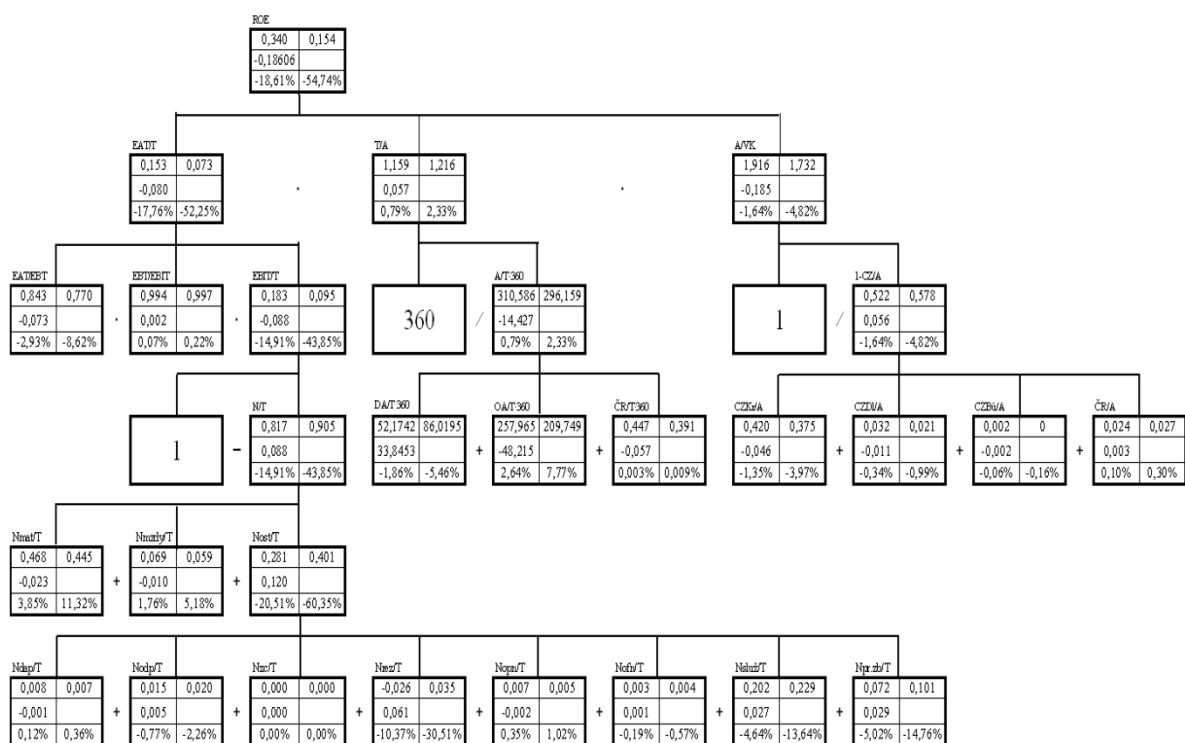 ROE
0,340 0,154
-0,18606
-18,61% -54,74%
EAT/T T/A A/VK
0,153 0,073 1,159 1,216 1,916 1,732
-0,080 · 0,057 · -0,185
-17,76% -52,25% 0,79% 2,33% -1,64% -4,82%
EAT/EBT EBT/EBIT EBIT/T A/T·360 1-CZ/A
0,843 0,770 0,994 0,997 0,183 0,095 310,586 296,159 0,522 0,578
-0,073 · 0,002 · -0,088 360 / -14,427 1 / 0,056
-2,93% -8,62% 0,07% 0,22% -14,91% -43,85% 0,79% 2,33% -1,64% -4,82%
N/T DA/T·360 OA/T·360 ČR/T·360 CZKr/A CZDl/A CZBú/A ČR/A
0,817 0,905 52,1742 86,0195 257,965 209,749 0,447 0,391 0,420 0,375 0,032 0,021 0,002 0 0,024 0,027
1 - 0,088 33,8453 + -48,215 + -0,057 -0,046 + -0,011 + -0,002 + 0,003
-14,91% -43,85% -1,86% -5,46% 2,64% 7,77% 0,003% 0,009% -1,35% -3,97% -0,34% -0,99% -0,06% -0,16% 0,10% 0,30%
Nmat/T Nmzdy/T Nost/T
0,468 0,445 0,069 0,059 0,281 0,401
-0,023 + -0,010 + 0,120
3,85% 11,32% 1,76% 5,18% -20,51% -60,35%
Ndap/T Nodp/T Nzc/T Nrez/T Nopn/T Nofn/T Nsluž/T Npr.zb/T
0,008 0,007 0,015 0,020 0,000 0,000 -0,026 0,035 0,007 0,005 0,003 0,004 0,202 0,229 0,072 0,101
-0,001 + 0,005 + 0,000 + 0,061 + -0,002 + 0,001 + 0,027 + 0,029
0,12% 0,36% -0,77% -2,26% 0,00% 0,00% -10,37% -30,51% 0,35% 1,02% -0,19% -0,57% -4,64% -13,64% -5,02% -14,76%